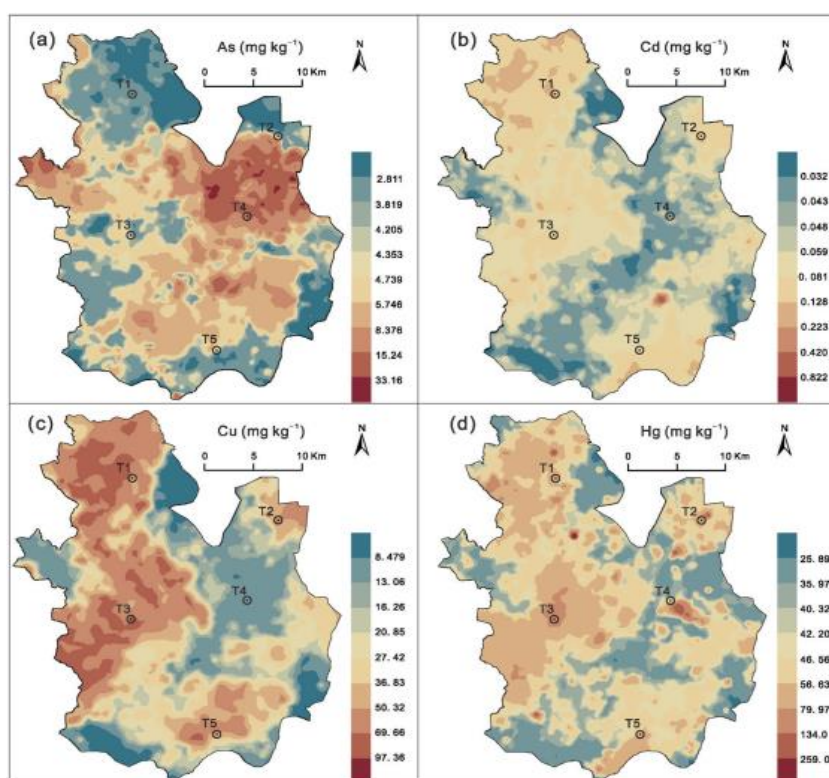 (a)
As (mg kg⁻¹)
N
0 5 10 Km
T1
T2
T3
T4
T5
2.811
3.819
4.205
4.353
4.739
5.746
8.376
15.24
33.16
(b)
Cd (mg kg⁻¹)
N
0 5 10 Km
T1
T2
T3
T4
T5
0.032
0.043
0.048
0.059
0.081
0.128
0.223
0.420
0.822
(c)
Cu (mg kg⁻¹)
N
0 5 10 Km
T1
T2
T3
T4
T5
8.479
13.06
16.26
20.85
27.42
36.83
50.32
69.66
97.36
(d)
Hg (mg kg⁻¹)
N
0 5 10 Km
T1
T2
T3
T4
T5
25.89
37.20
40.32
42.20
46.56
56.63
79.97
134.0
259.0